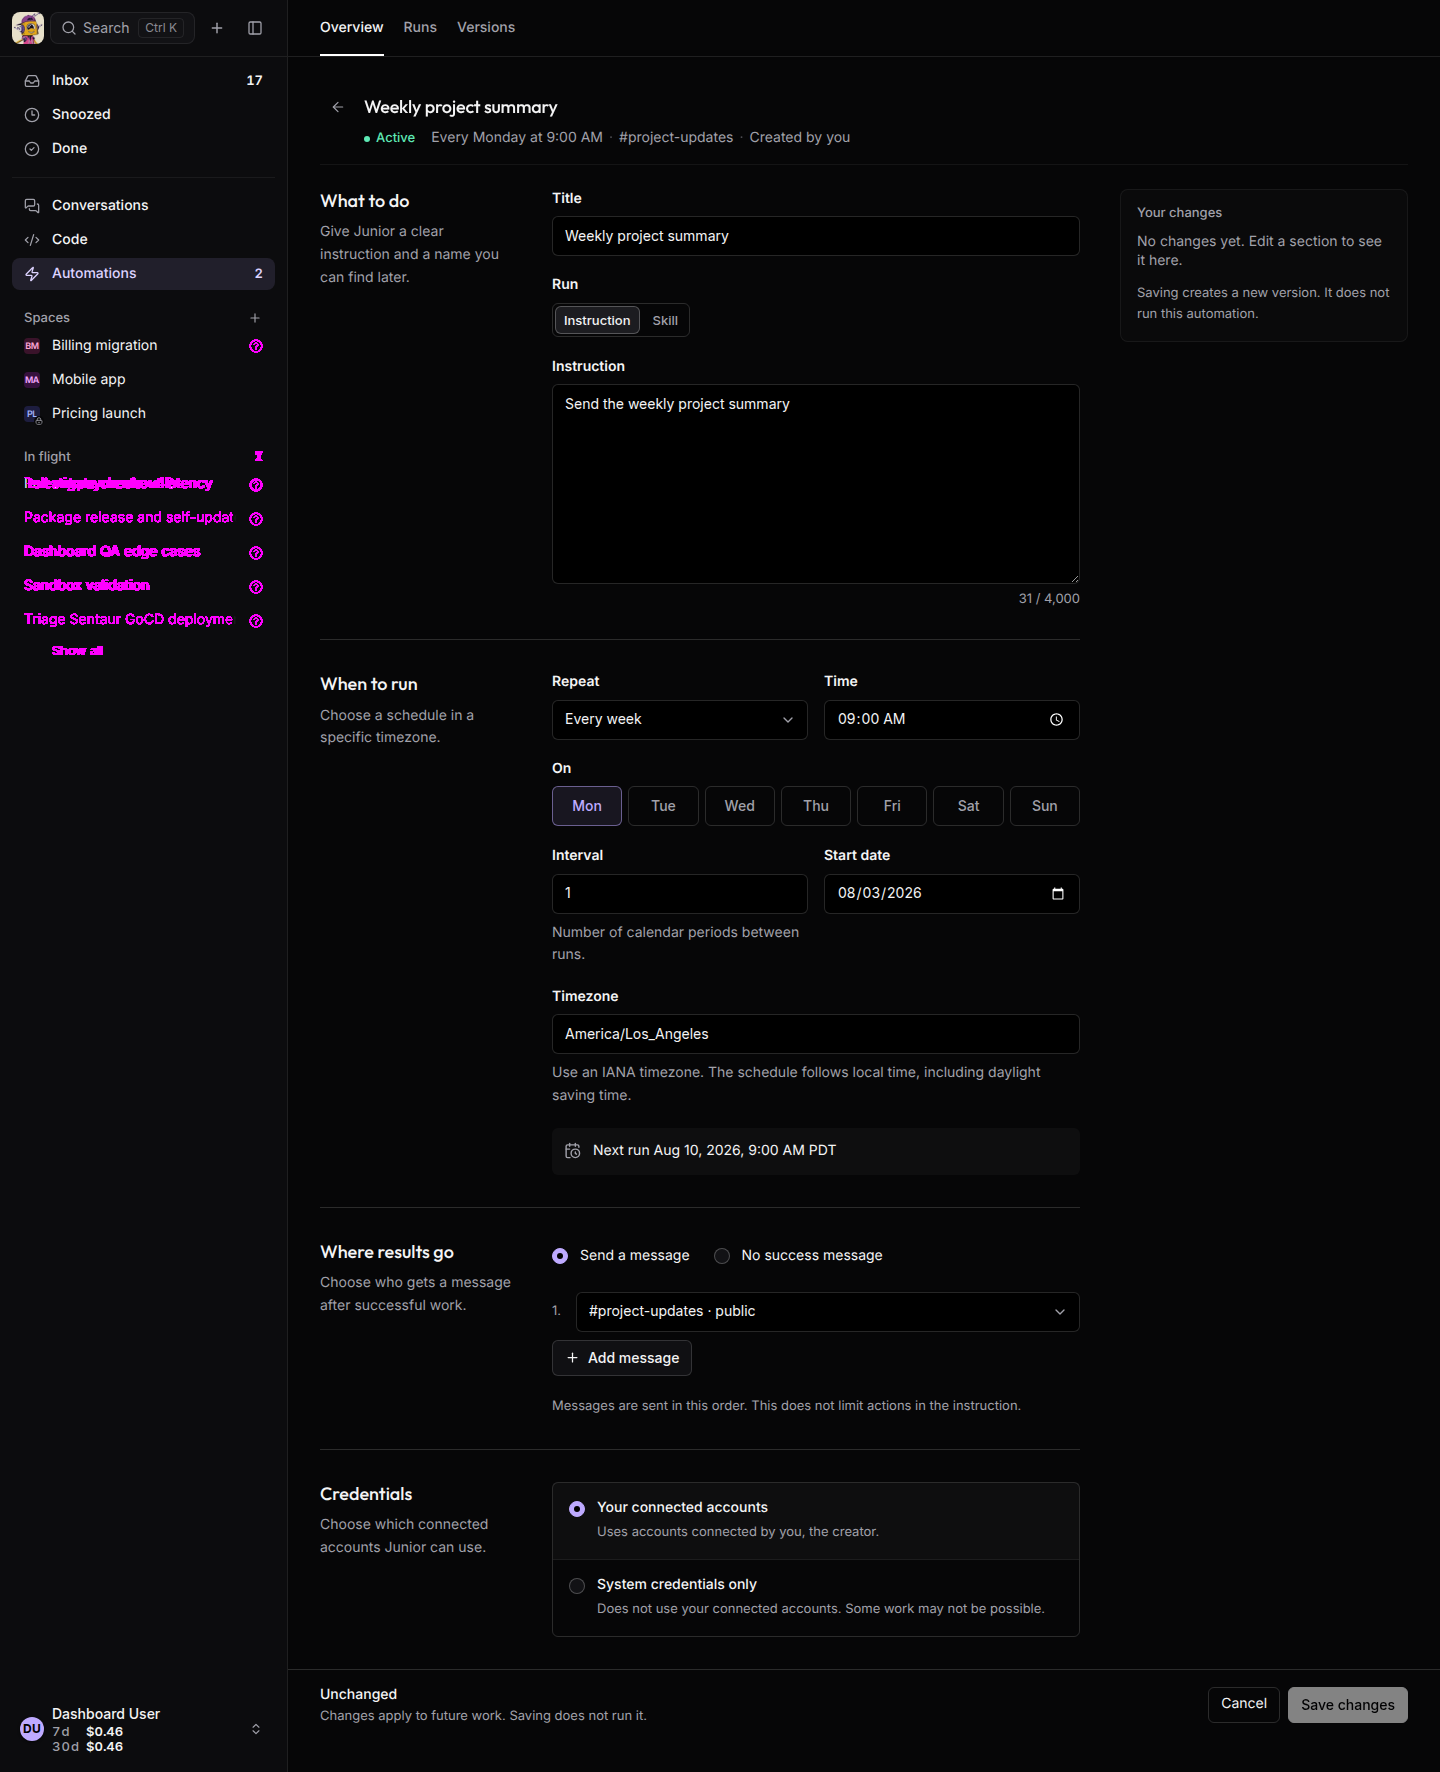 Search Ctrl K
Inbox 17
Snoozed
Done
Conversations
Code
Automations 2
Spaces
BM Billing migration
MA Mobile app
PL Pricing launch
In flight
Package release and self-updat
Dashboard QA edge cases
Sandbox validation
Triage Sentaur GoCD deployme
Show all
DU Dashboard User
7d $0.46
30d $0.46
Overview Runs Versions
Weekly project summary
Active Every Monday at 9:00 AM · #project-updates · Created by you
What to do
Give Junior a clear
instruction and a name you
can find later.
Title
Weekly project summary
Run
Instruction Skill
Instruction
Send the weekly project summary
31 / 4,000
Your changes
No changes yet. Edit a section to see
it here.
Saving creates a new version. It does not
run this automation.
When to run
Choose a schedule in a
specific timezone.
Repeat Time
Every week 09:00 AM
On
Mon Tue Wed Thu Fri Sat Sun
Interval Start date
1 08/03/2026
Number of calendar periods between
runs.
Timezone
America/Los_Angeles
Use an IANA timezone. The schedule follows local time, including daylight
saving time.
Next run Aug 10, 2026, 9:00 AM PDT
Where results go
Choose who gets a message
after successful work.
Send a message No success message
1. #project-updates · public
Add message
Messages are sent in this order. This does not limit actions in the instruction.
Credentials
Choose which connected
accounts Junior can use.
Your connected accounts
Uses accounts connected by you, the creator.
System credentials only
Does not use your connected accounts. Some work may not be possible.
Unchanged
Changes apply to future work. Saving does not run it.
Cancel Save changes